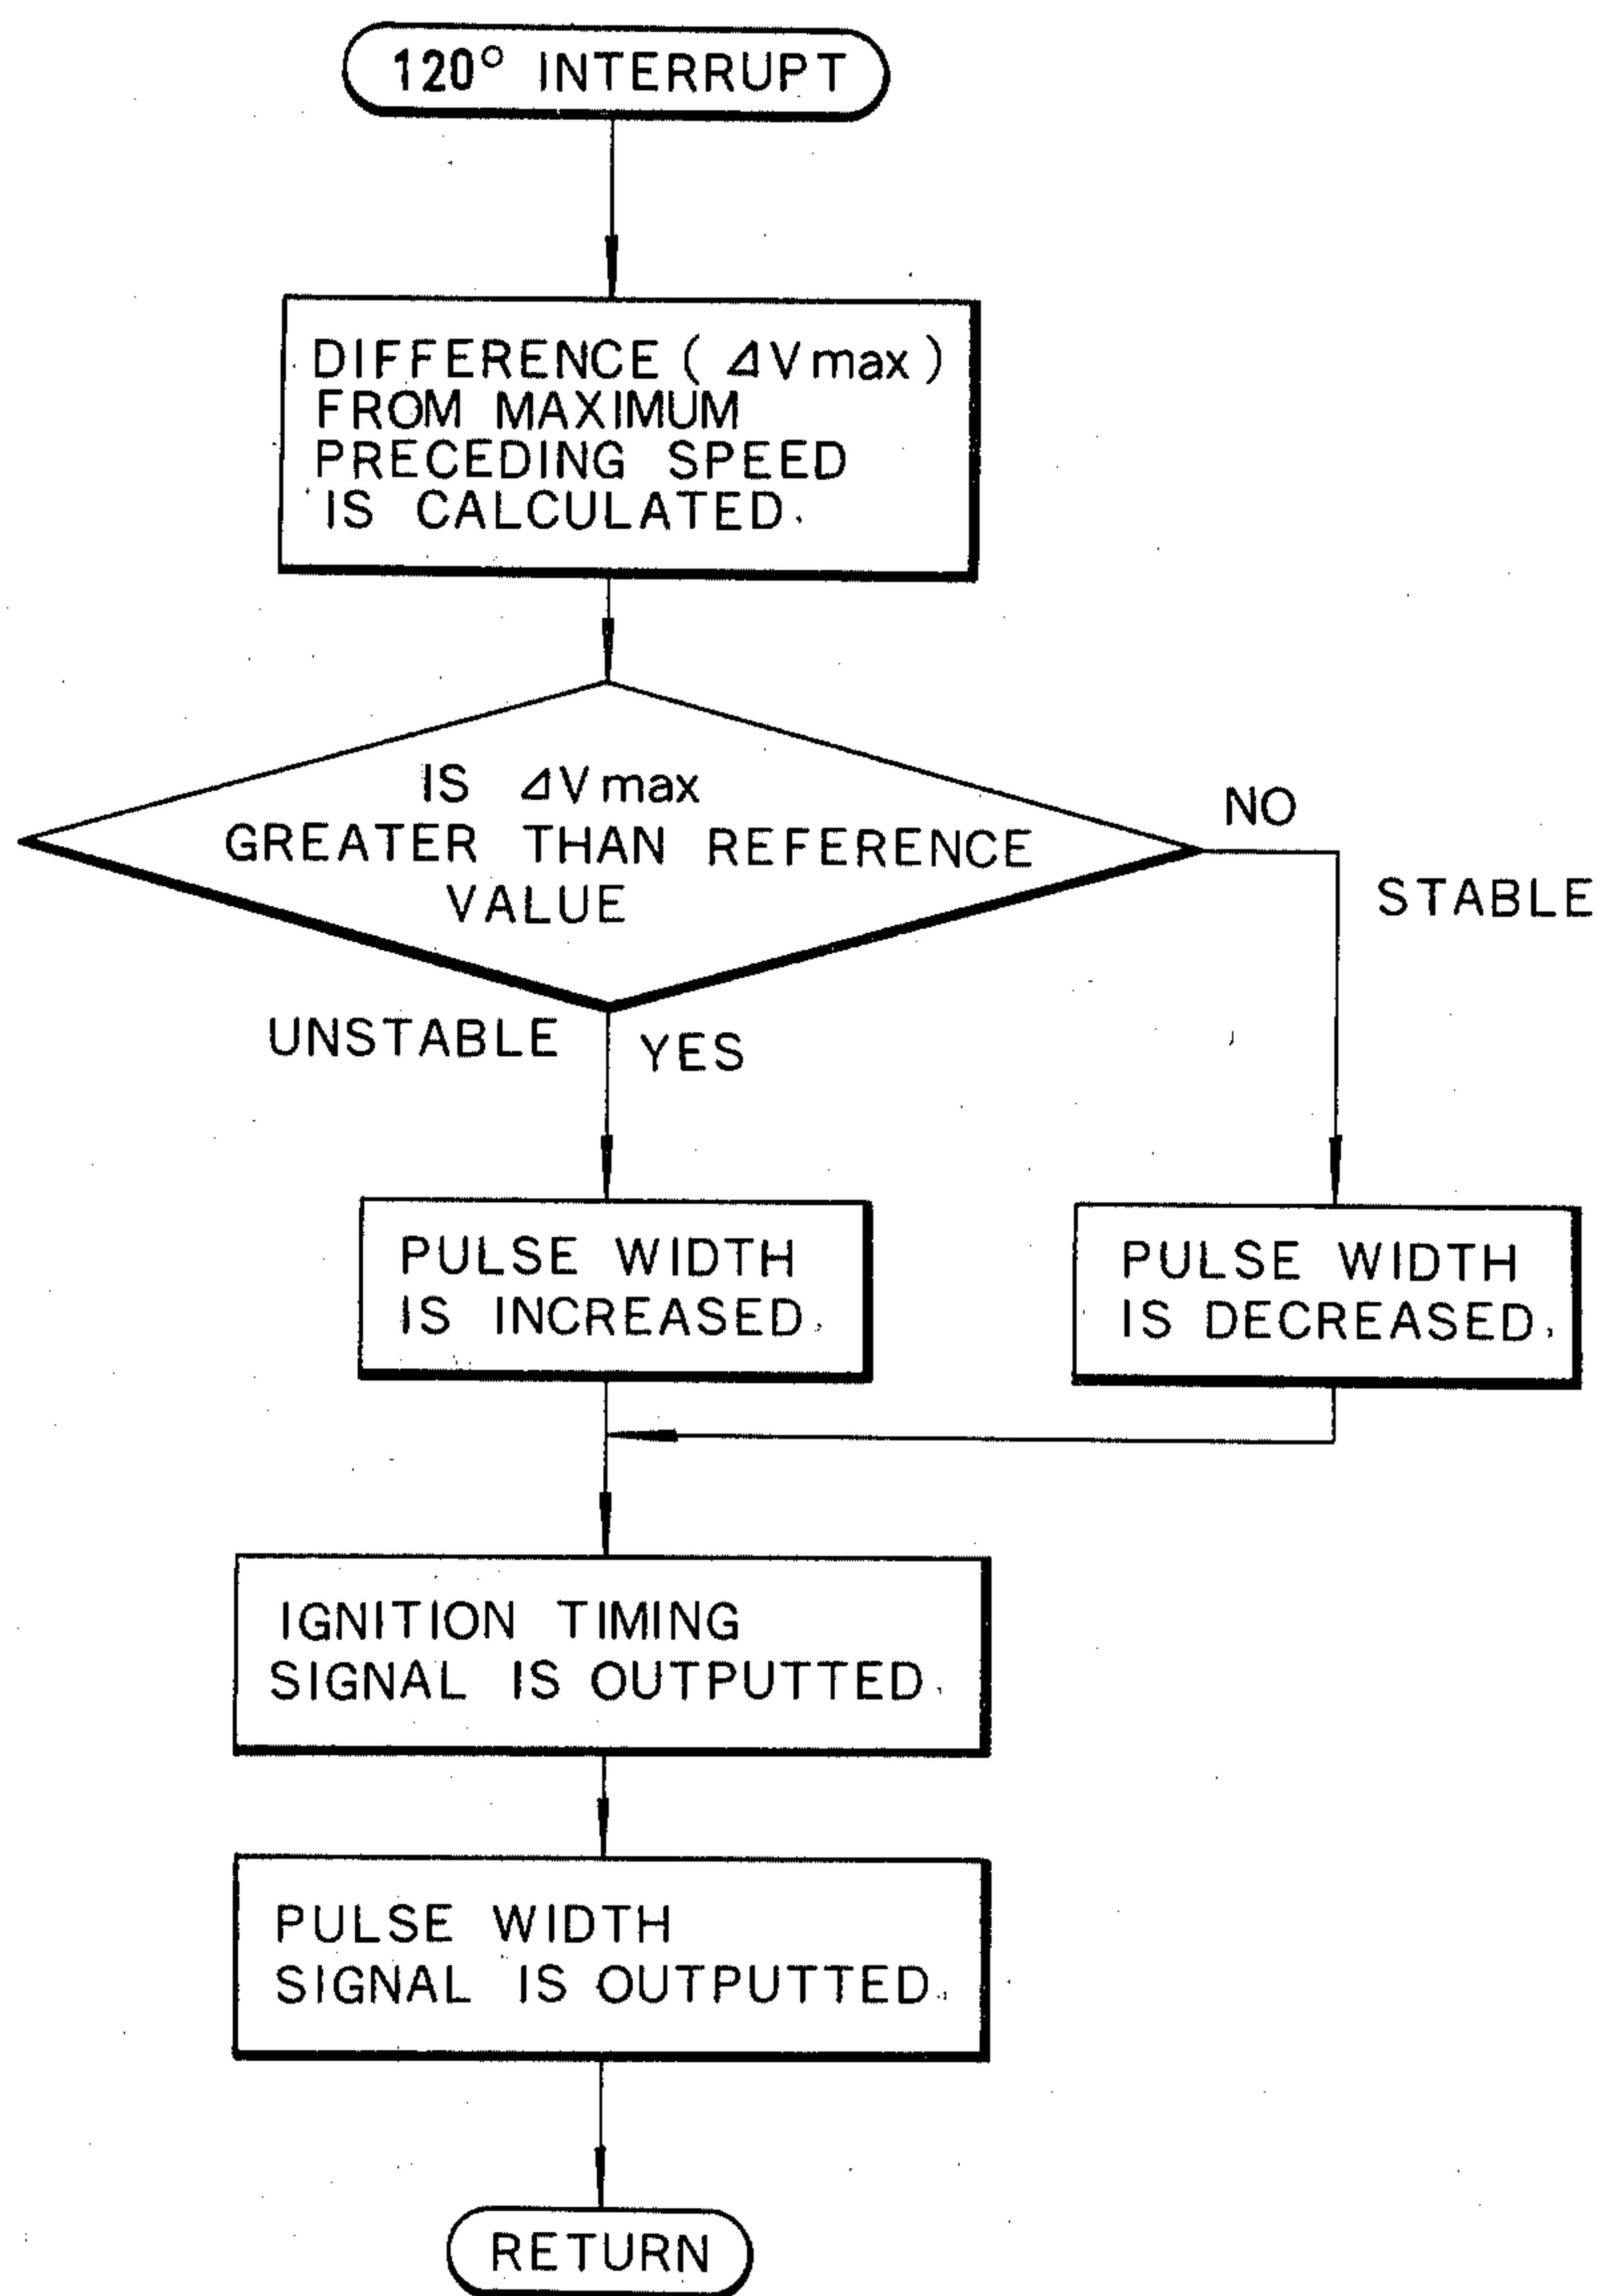 120° INTERRUPT
DIFFERENCE ( ΔVmax )
FROM MAXIMUM
PRECEDING SPEED
IS CALCULATED.
IS ΔVmax
GREATER THAN REFERENCE
VALUE
NO
STABLE
UNSTABLE
YES
PULSE WIDTH
IS INCREASED.
PULSE WIDTH
IS DECREASED.
IGNITION TIMING
SIGNAL IS OUTPUTTED.
PULSE WIDTH
SIGNAL IS OUTPUTTED.
RETURN